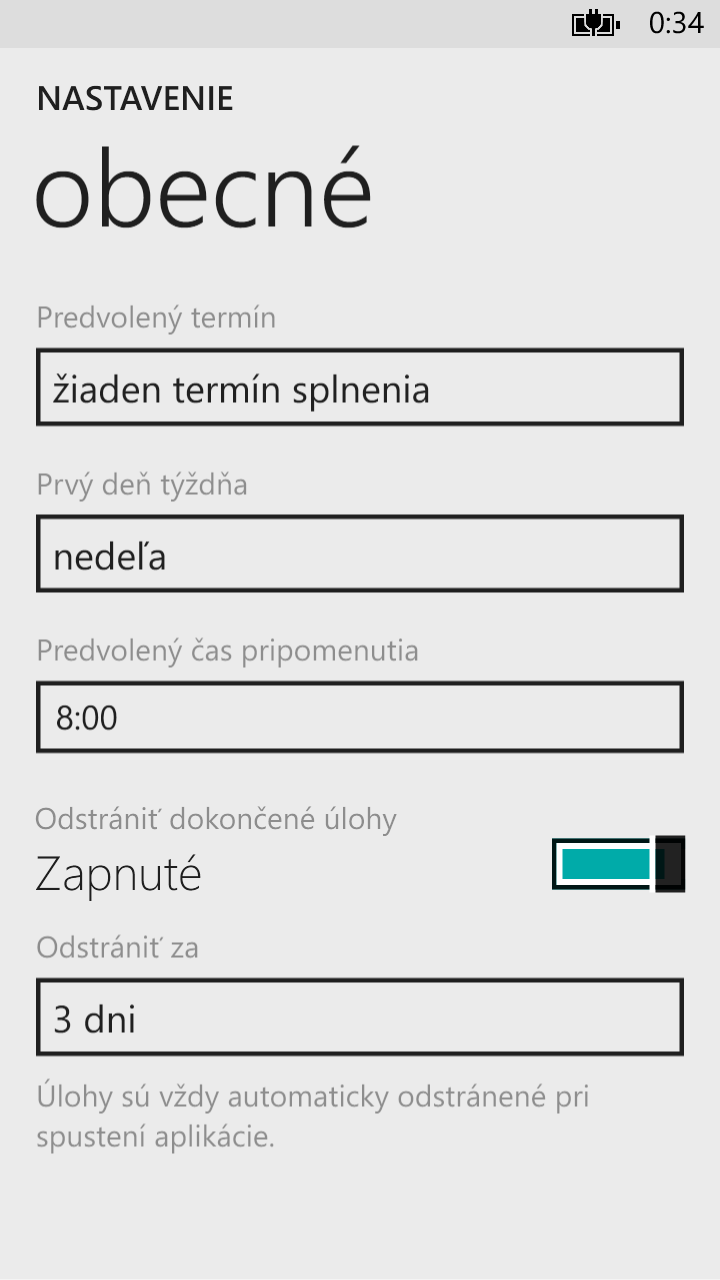 0:34
NASTAVENIE
obecné
Predvolený termín
žiaden termín splnenia
Prvý deň týždňa
nedeľa
Predvolený čas pripomenutia
8:00
Odstrániť dokončené úlohy
Zapnuté
Odstrániť za
3 dni
Úlohy sú vždy automaticky odstránené pri
spustení aplikácie.